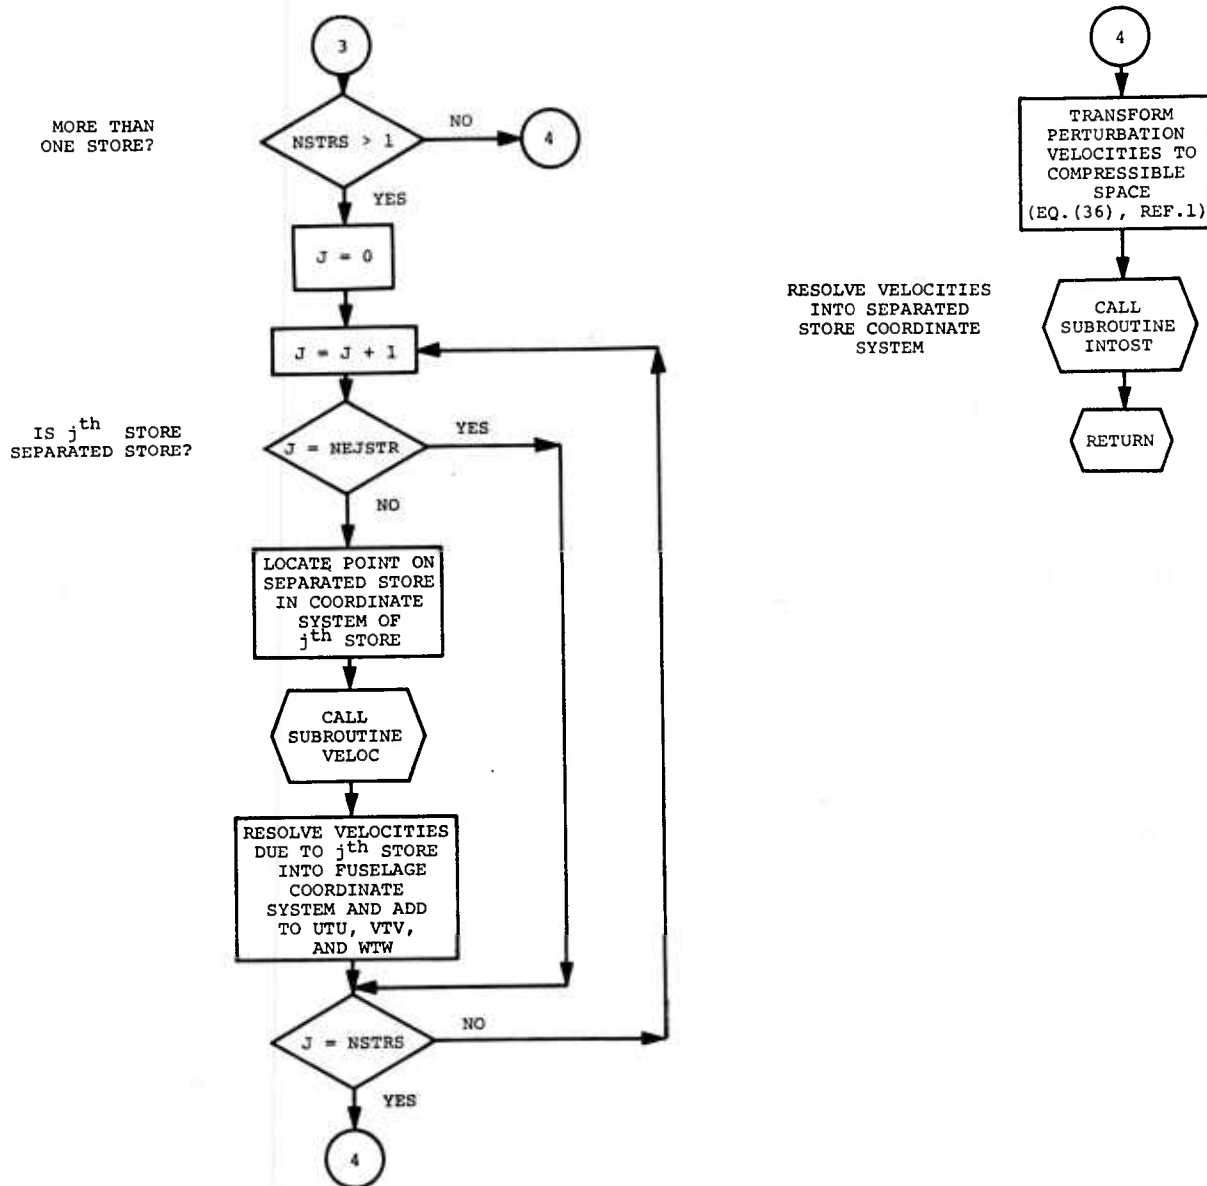 3
MORE THAN
ONE STORE?
NSTRS > 1
NO
4
YES
J = 0
J = J + 1
IS jth STORE
SEPARATED STORE?
J = NEJSTR
YES
NO
LOCATE POINT ON
SEPARATED STORE
IN COORDINATE
SYSTEM OF
jth STORE
CALL
SUBROUTINE
VELOC
RESOLVE VELOCITIES
DUE TO jth STORE
INTO FUSELAGE
COORDINATE
SYSTEM AND ADD
TO UTU, VTV,
AND WTW
J = NSTRS
NO
YES
4
4
TRANSFORM
PERTURBATION
VELOCITIES TO
COMPRESSIBLE
SPACE
(EQ.(36), REF.1)
RESOLVE VELOCITIES
INTO SEPARATED
STORE COORDINATE
SYSTEM
CALL
SUBROUTINE
INTOST
RETURN